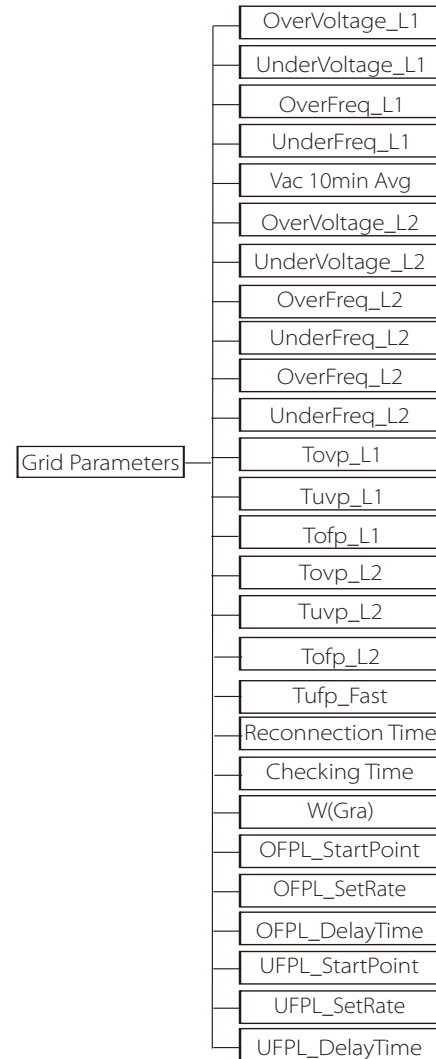 OverVoltage_L1
UnderVoltage_L1
OverFreq_L1
UnderFreq_L1
Vac 10min Avg
OverVoltage_L2
UnderVoltage_L2
OverFreq_L2
UnderFreq_L2
OverFreq_L2
UnderFreq_L2
Grid Parameters
Tovp_L1
Tuvp_L1
Tofp_L1
Tovp_L2
Tuvp_L2
Tofp_L2
Tufp_Fast
Reconnection Time
Checking Time
W(Gra)
OFPL_StartPoint
OFPL_SetRate
OFPL_DelayTime
UFPL_StartPoint
UFPL_SetRate
UFPL_DelayTime